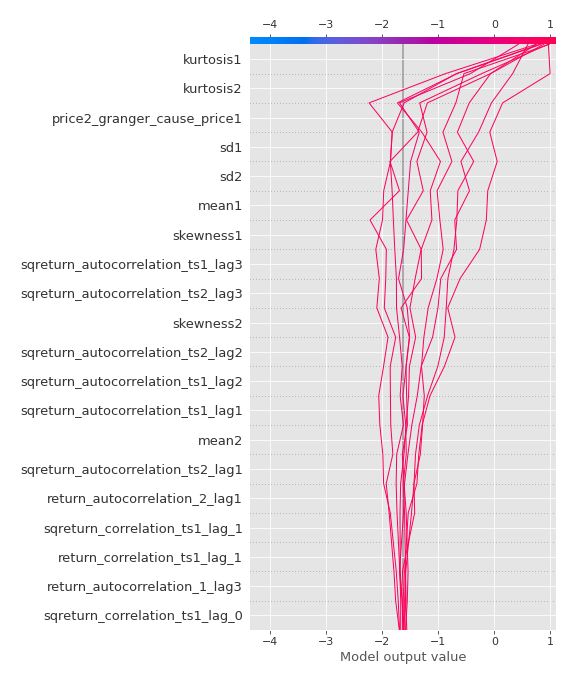 −4 −3 −2 −1 0 1
kurtosis1
kurtosis2
price2_granger_cause_price1
sd1
sd2
mean1
skewness1
sqreturn_autocorrelation_ts1_lag3
sqreturn_autocorrelation_ts2_lag3
skewness2
sqreturn_autocorrelation_ts2_lag2
sqreturn_autocorrelation_ts1_lag2
sqreturn_autocorrelation_ts1_lag1
mean2
sqreturn_autocorrelation_ts2_lag1
return_autocorrelation_2_lag1
sqreturn_correlation_ts1_lag_1
return_correlation_ts1_lag_1
return_autocorrelation_1_lag3
sqreturn_correlation_ts1_lag_0
−4 −3 −2 −1 0 1
Model output value